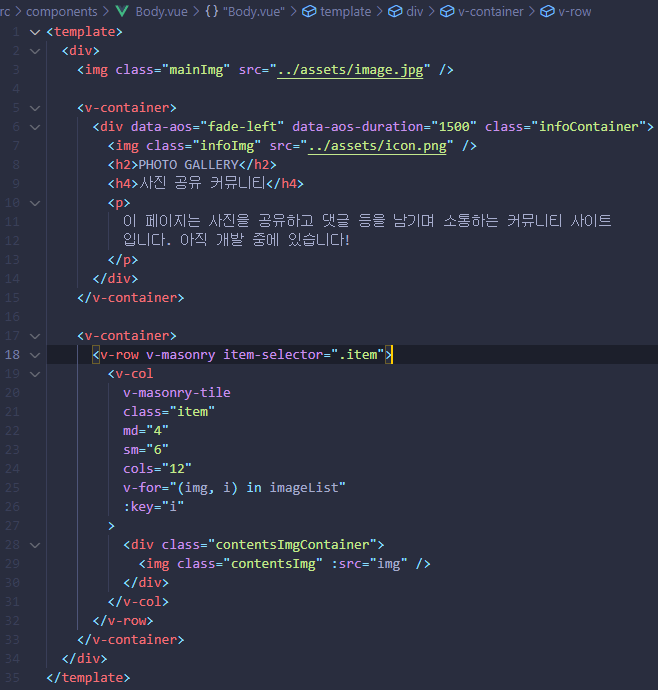 rc > components > Body.vue > {} "Body.vue" > template > div > v-container > v-row
1 <template>
2 <div>
3 <img class="mainImg" src="../assets/image.jpg" />
4
5 <v-container>
6 <div data-aos="fade-left" data-aos-duration="1500" class="infoContainer">
7 <img class="infoImg" src="../assets/icon.png" />
8 <h2>PHOTO GALLERY</h2>
9 <h4>사진 공유 커뮤니티</h4>
10 <p>
11 이 페이지는 사진을 공유하고 댓글 등을 남기며 소통하는 커뮤니티 사이트
12 입니다. 아직 개발 중에 있습니다!
13 </p>
14 </div>
15 </v-container>
16
17 <v-container>
18 <v-row v-masonry item-selector=".item">
19 <v-col
20 v-masonry-tile
21 class="item"
22 md="4"
23 sm="6"
24 cols="12"
25 v-for="(img, i) in imageList"
26 :key="i"
27 >
28 <div class="contentsImgContainer">
29 <img class="contentsImg" :src="img" />
30 </div>
31 </v-col>
32 </v-row>
33 </v-container>
34 </div>
35 </template>